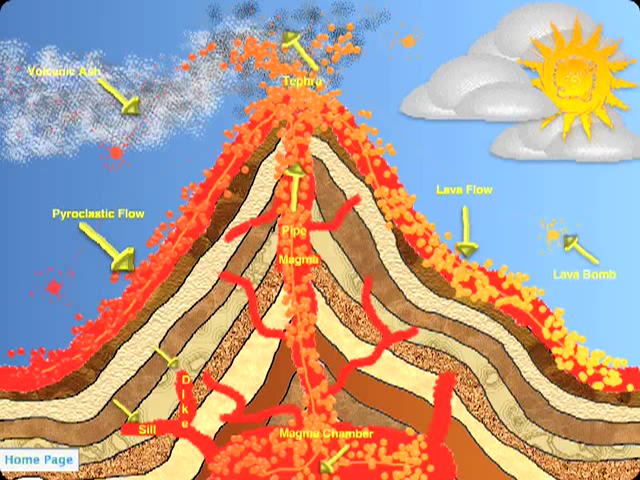 Volcanic Ash
Tephra
Pyroclastic Flow
Lava Flow
Pipe
Magma
Lava Bomb
Dike
Sill
Magma Chamber
Home Page